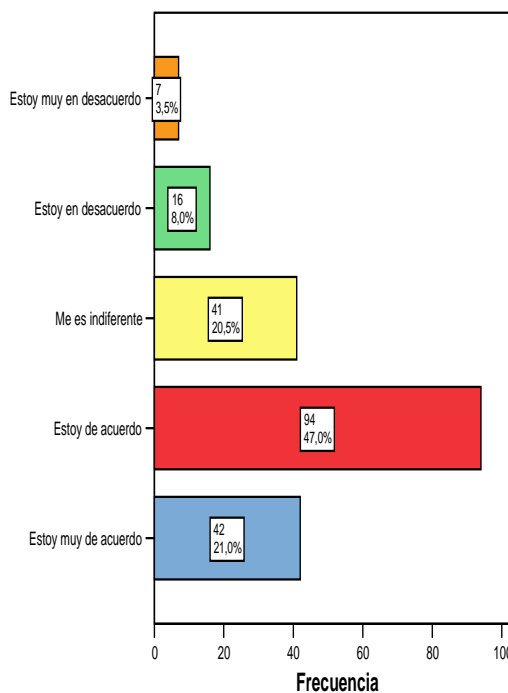 Estoy muy en desacuerdo
7
3,5%
Estoy en desacuerdo
16
8,0%
Me es indiferente
41
20,5%
Estoy de acuerdo
94
47,0%
Estoy muy de acuerdo
42
21,0%
0 20 40 60 80 100
Frecuencia